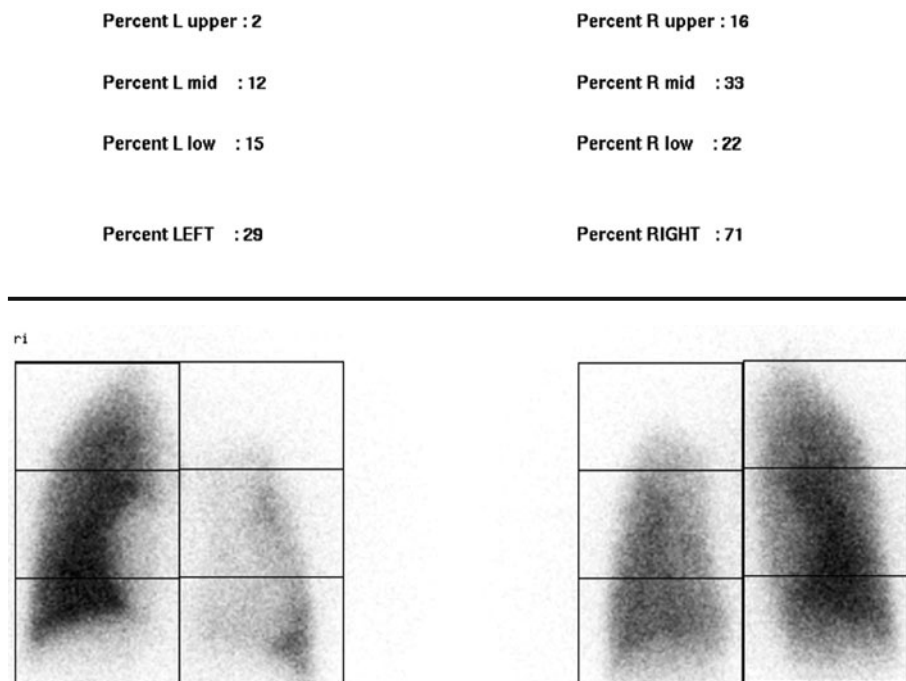 Percent L upper : 2 Percent R upper : 16
Percent L mid : 12 Percent R mid : 33
Percent L low : 15 Percent R low : 22
Percent LEFT : 29 Percent RIGHT : 71
ri